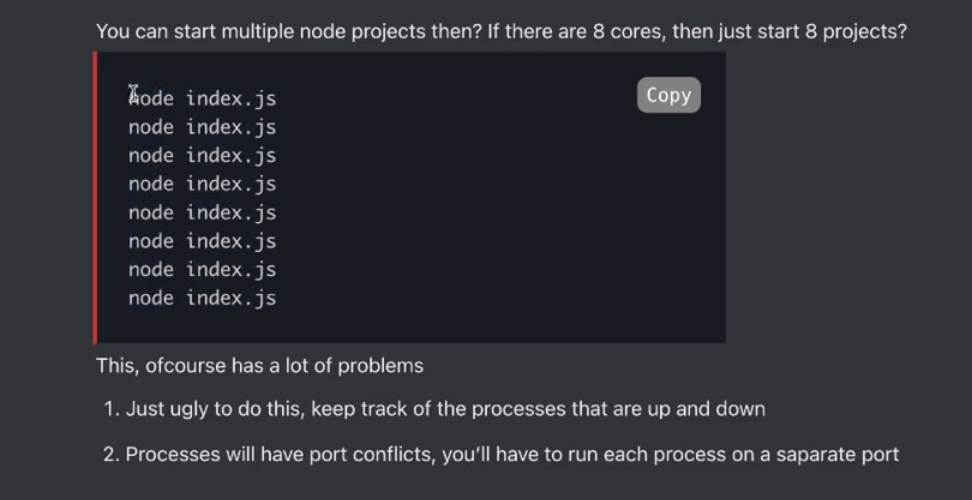 You can start multiple node projects then? If there are 8 cores, then just start 8 projects?
Copy
node index.js
node index.js
node index.js
node index.js
node index.js
node index.js
node index.js
node index.js
This, ofcourse has a lot of problems
1. Just ugly to do this, keep track of the processes that are up and down
2. Processes will have port conflicts, you'll have to run each process on a saparate port